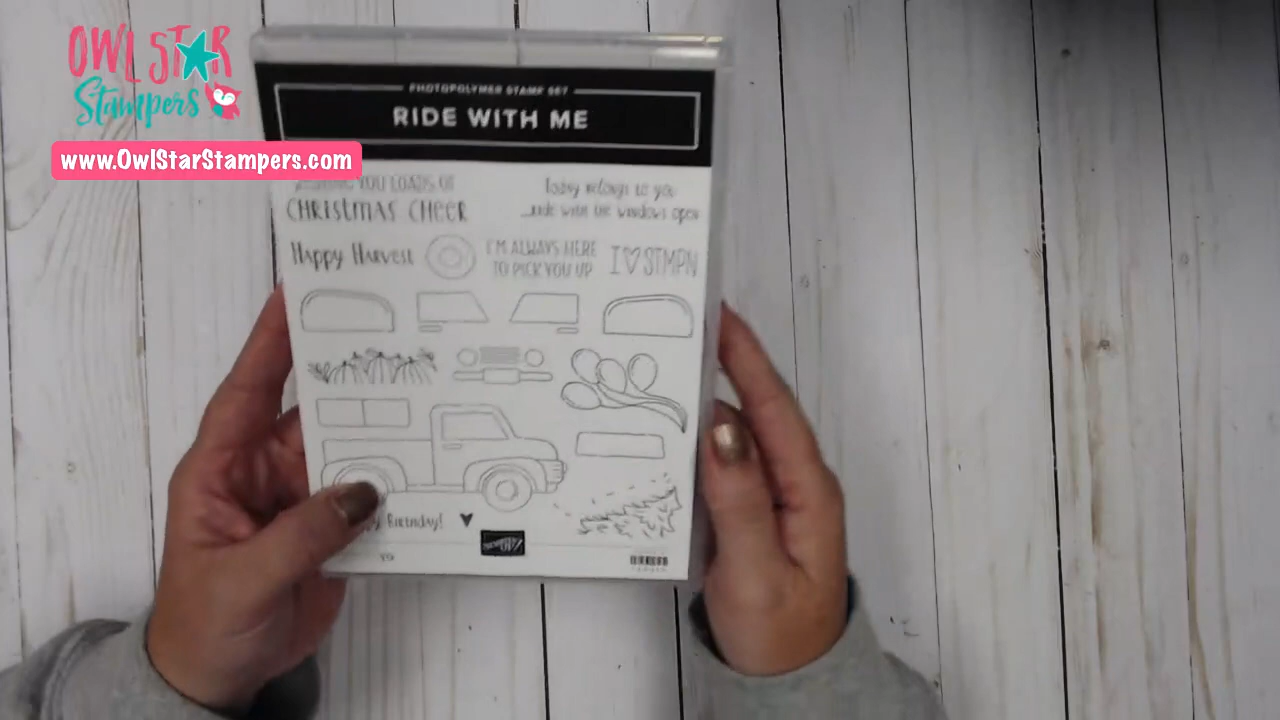 OWL STAR
Stampers
www.OwlStarStampers.com
PHOTOPOLYMER STAMP SET
RIDE WITH ME
YOU LOADS OF
CHRISTMAS CHEER
Today belongs to you
...ride with the windows open
Happy Harvest
I'M ALWAYS HERE
TO PICK YOU UP
I ♡ STMPN
Birthday!